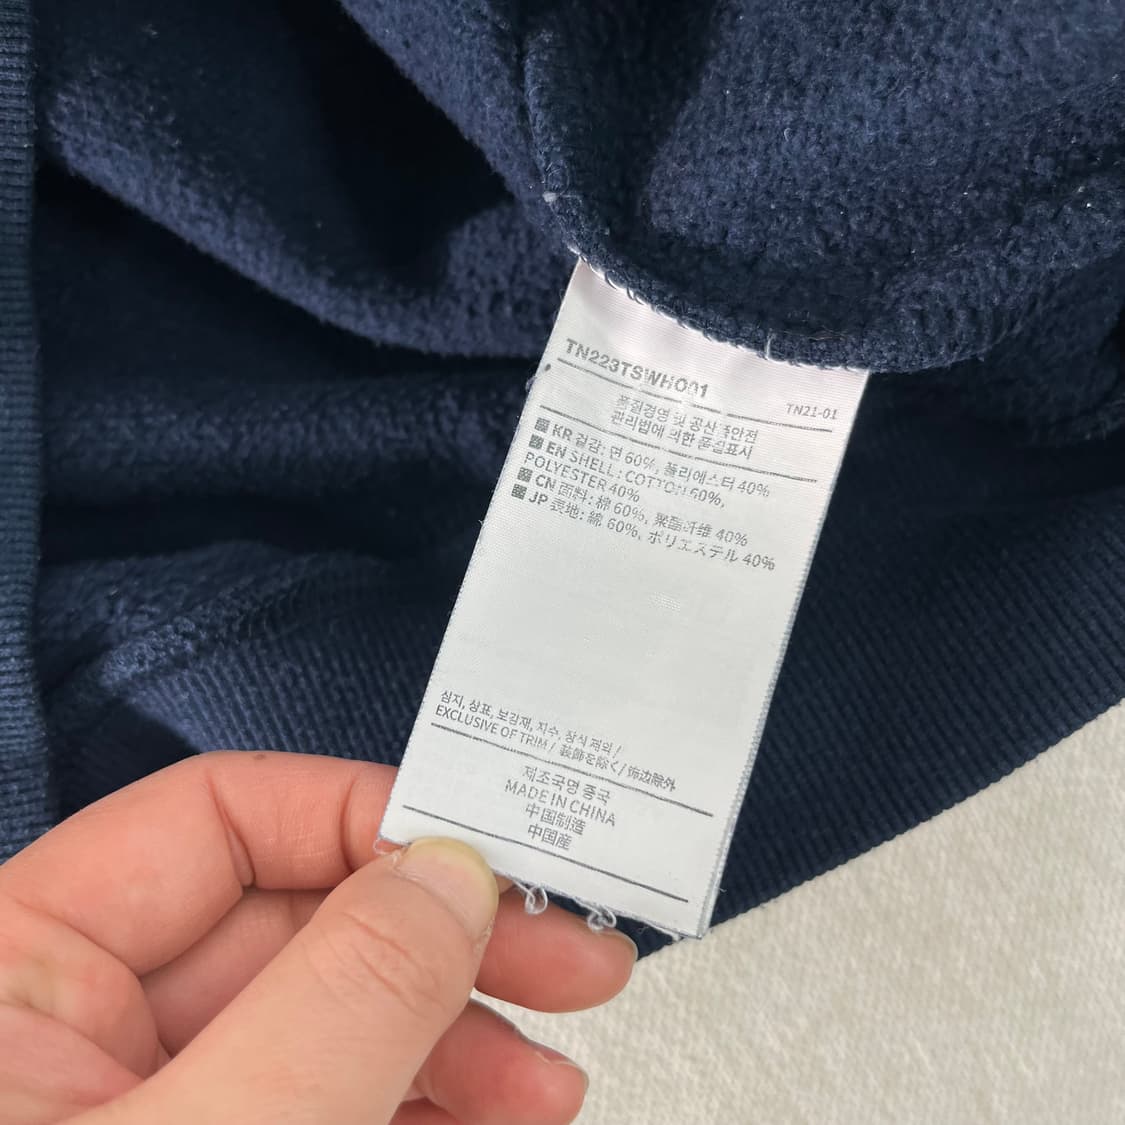 TN223TSWHO01
TN21-01
품질경영 및 공산품안전
관리법에 의한 품질표시
KR 겉감: 면 60%, 폴리에스터 40%
EN SHELL: COTTON 60%,
POLYESTER 40%
CN 面料: 棉 60%, 聚酯纤维 40%
JP 表地: 綿 60%, ポリエステル 40%
심지, 상표, 보강재, 자수, 장식 제외 /
EXCLUSIVE OF TRIM / 装飾を除く / 饰边除外
제조국명 중국
MADE IN CHINA
中国制造
中国産